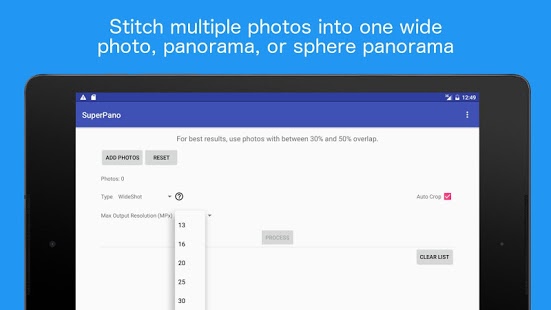 Stitch multiple photos into one wide
photo, panorama, or sphere panorama
12:49
SuperPano
For best results, use photos with between 30% and 50% overlap.
ADD PHOTOS RESET
Photos: 0
Type WideShot Auto Crop
Max Output Resolution (MPx)
13
PROCESS
16
CLEAR LIST
20
25
30